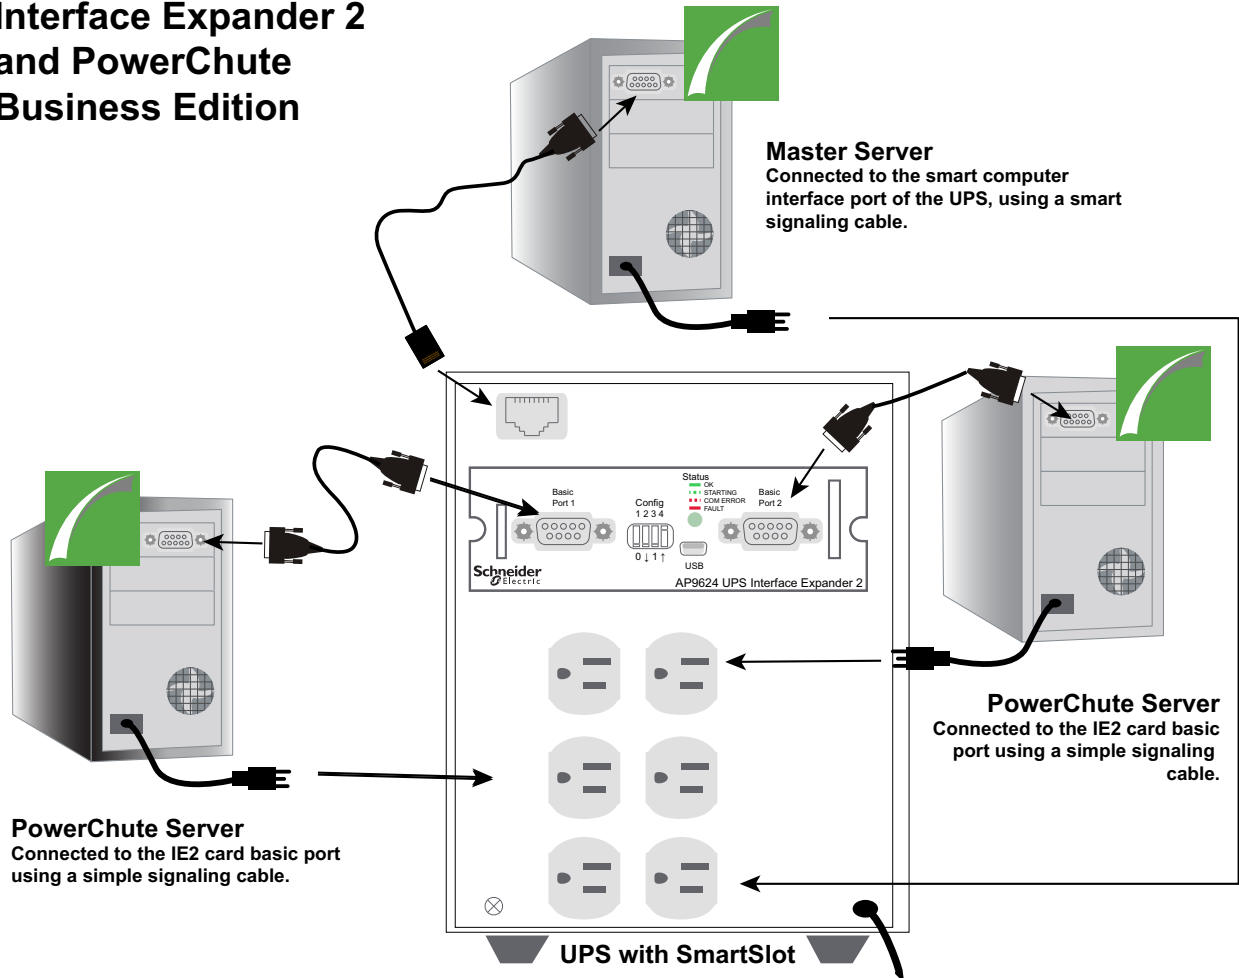 Interface Expander 2
and PowerChute
Business Edition
Master Server
Connected to the smart computer
interface port of the UPS, using a smart
signaling cable.
Status
OK
STARTING
COM ERROR
FAULT
Basic
Port 1
Config
1 2 3 4
0 ↓ 1 ↑
Basic
Port 2
USB
Schneider
Electric
AP9624 UPS Interface Expander 2
PowerChute Server
Connected to the IE2 card basic
port using a simple signaling
cable.
PowerChute Server
Connected to the IE2 card basic port
using a simple signaling cable.
UPS with SmartSlot